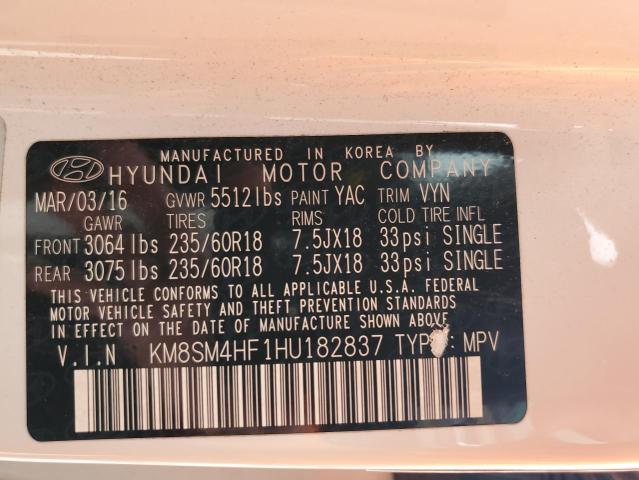 MANUFACTURED IN KOREA BY
HYUNDAI MOTOR COMPANY
MAR/03/16 GVWR 5512lbs PAINT YAC TRIM VYN
GAWR TIRES RIMS COLD TIRE INFL
FRONT 3064lbs 235/60R18 7.5JX18 33psi SINGLE
REAR 3075lbs 235/60R18 7.5JX18 33psi SINGLE
THIS VEHICLE CONFORMS TO ALL APPLICABLE U.S.A. FEDERAL
MOTOR VEHICLE SAFETY AND THEFT PREVENTION STANDARDS
IN EFFECT ON THE DATE OF MANUFACTURE SHOWN ABOVE.
V.I.N KM8SM4HF1HU182837 TYPE: MPV